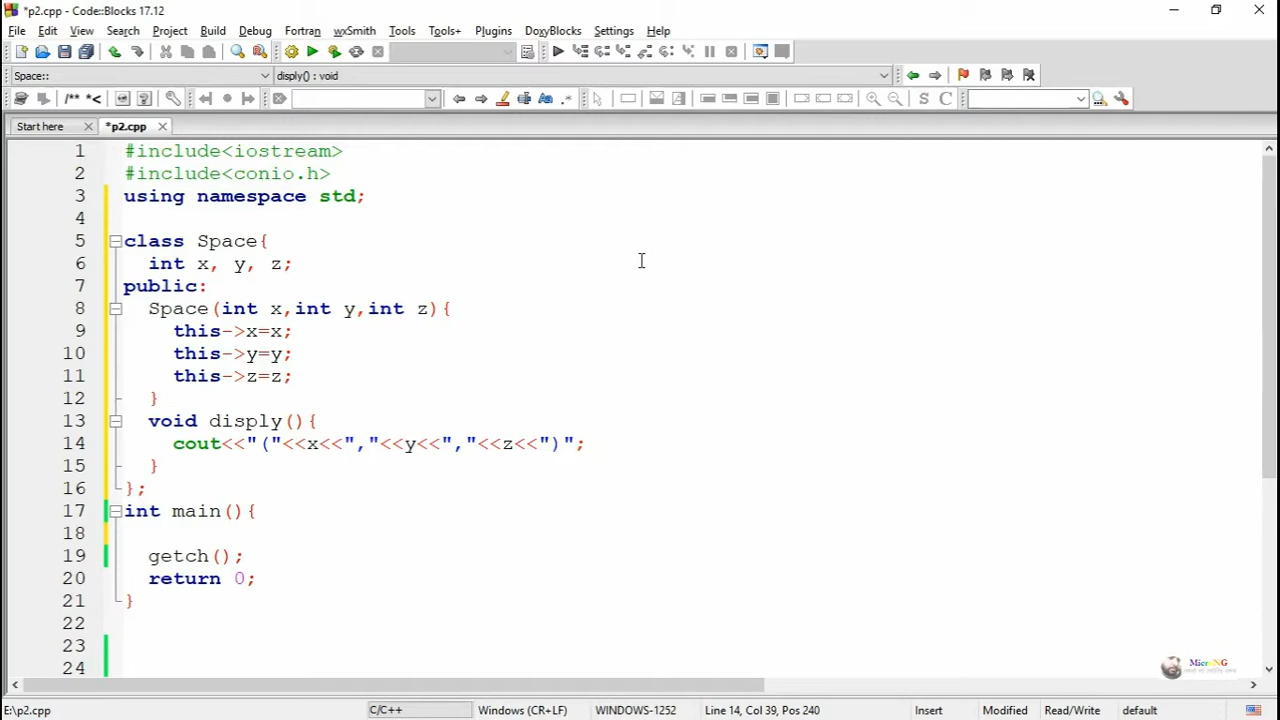 *p2.cpp - Code::Blocks 17.12
File Edit View Search Project Build Debug Fortran wxSmith Tools Tools+ Plugins DoxyBlocks Settings Help
Space:: disply() : void
/** *<
S C
Start here *p2.cpp
1 #include<iostream>
2 #include<conio.h>
3 using namespace std;
4
5 class Space{
6 int x, y, z;
7 public:
8 Space(int x,int y,int z){
9 this->x=x;
10 this->y=y;
11 this->z=z;
12 }
13 void disply(){
14 cout<<"("<<x<<","<<y<<","<<z<<")";
15 }
16 };
17 int main(){
18
19 getch();
20 return 0;
21 }
22
23
24
MicroNG
E:\p2.cpp C/C++ Windows (CR+LF) WINDOWS-1252 Line 14, Col 39, Pos 240 Insert Modified Read/Write default